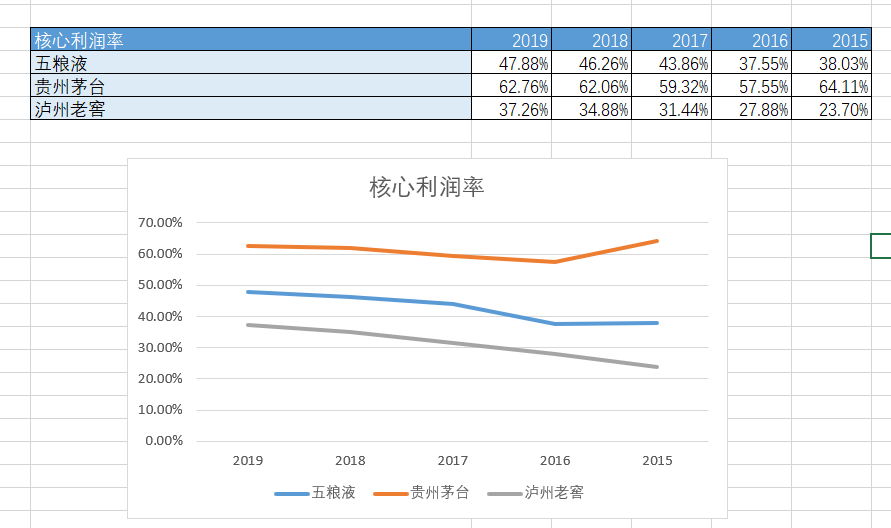 核心利润率 2019 2018 2017 2016 2015
五粮液 47.88% 46.26% 43.86% 37.55% 38.03%
贵州茅台 62.76% 62.06% 59.32% 57.55% 64.11%
泸州老窖 37.26% 34.88% 31.44% 27.88% 23.70%
核心利润率
70.00%
60.00%
50.00%
40.00%
30.00%
20.00%
10.00%
0.00%
2019 2018 2017 2016 2015
五粮液 贵州茅台 泸州老窖